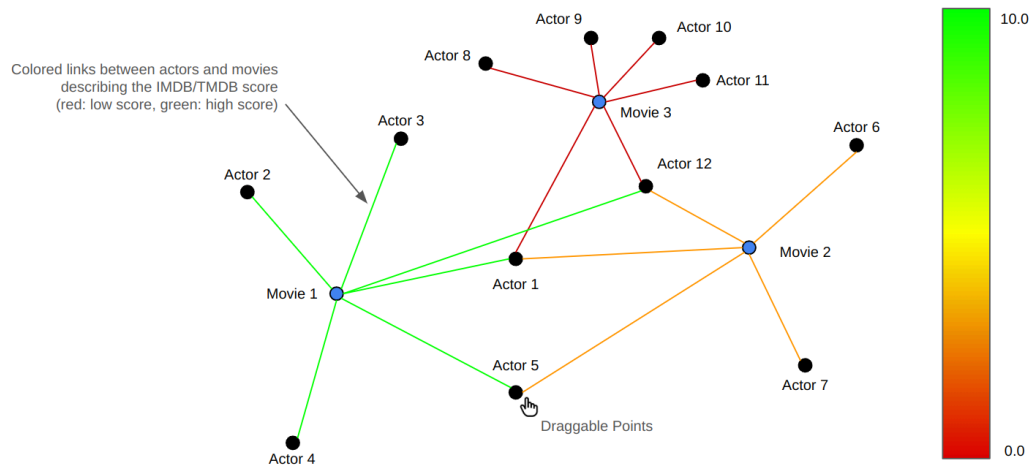 Actor 9
Actor 10
10.0
Actor 8
Colored links between actors and movies
describing the IMDB/TMDB score
(red: low score, green: high score)
Actor 11
Movie 3
Actor 3
Actor 6
Actor 12
Actor 2
Movie 2
Actor 1
Movie 1
Actor 5
Actor 7
Draggable Points
Actor 4
0.0